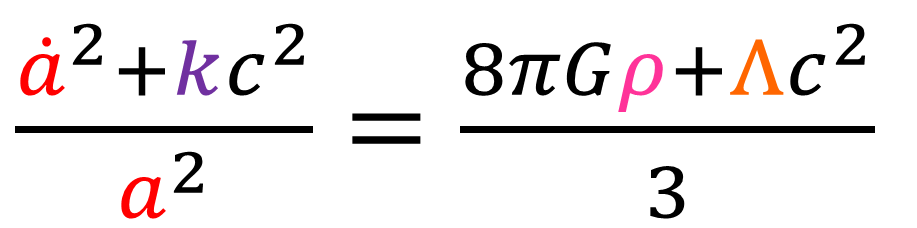 ȧ² + kc² / a² = 8πGρ + Λc² / 3